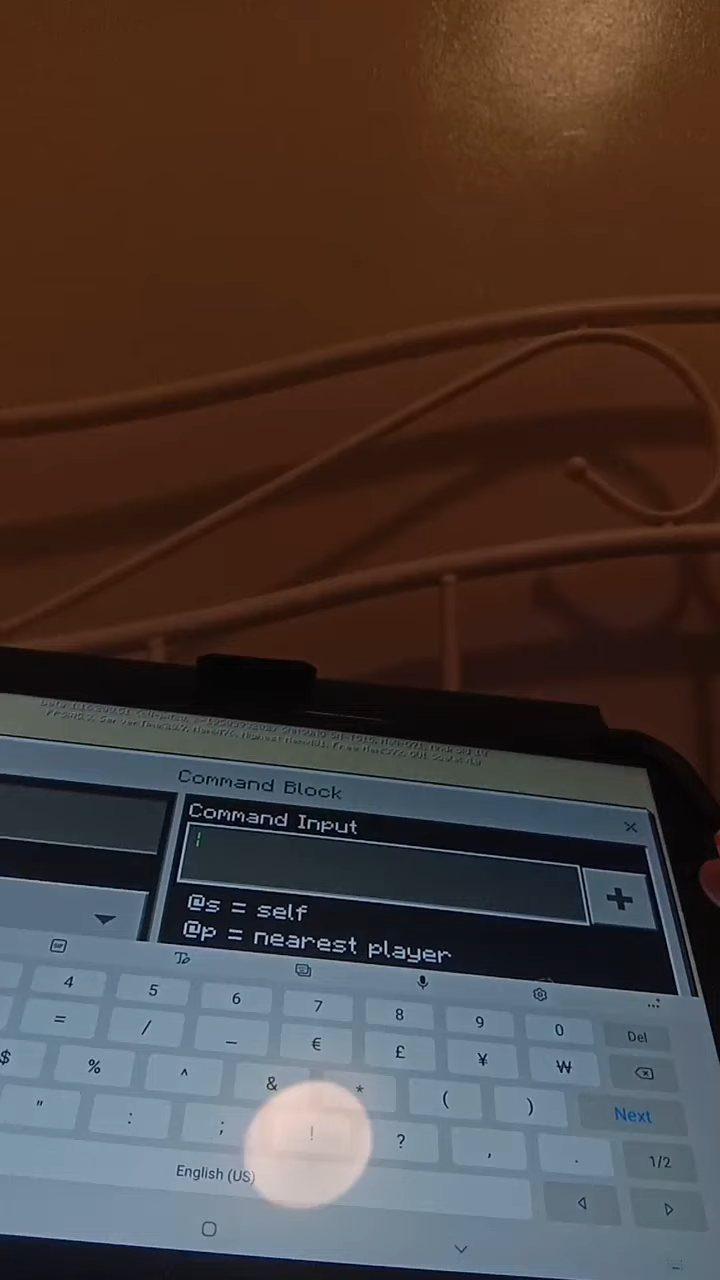 Command Block
Command Input
@s = self
@p = nearest player
4 5 6 7 8 9 0 Del
= / _ € £ ¥ ₩
$ % ^ & * ( ) Next
" : ; ! ? , . 1/2
English (US)